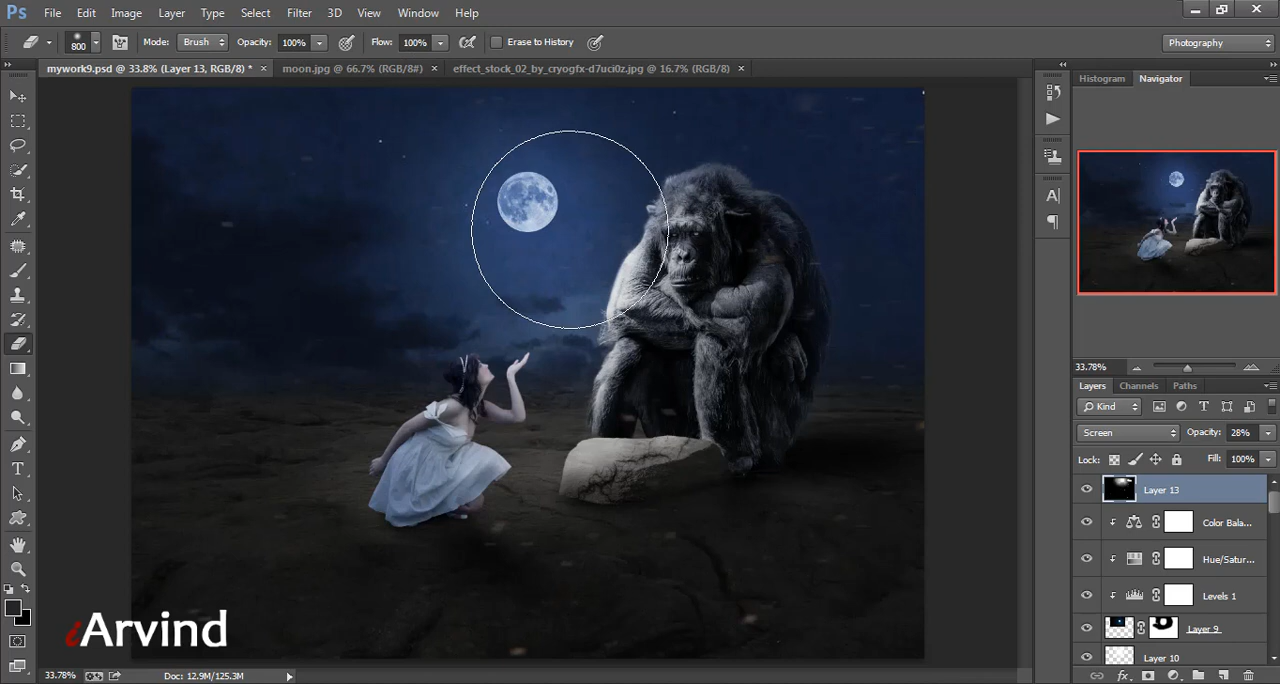 Ps File Edit Image Layer Type Select Filter 3D View Window Help
800 Mode: Brush Opacity: 100% Flow: 100% Erase to History Photography
mywork9.psd @ 33.8% (Layer 13, RGB/8) * × moon.jpg @ 66.7% (RGB/8#) × effect_stock_02_by_cryogfx-d7uci0z.jpg @ 16.7% (RGB/8) ×
Histogram Navigator
33.78%
Layers Channels Paths
Kind
Screen Opacity: 28%
Lock: Fill: 100%
Layer 13
Color Bala...
Hue/Satur...
Levels 1
Layer 9
Layer 10
iArvind
33.78% Doc: 12.9M/125.3M